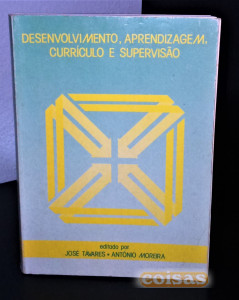 DESENVOLVIMENTO, APRENDIZAGEM,
CURRÍCULO E SUPERVISÃO
editado por
JOSÉ TAVARES • ANTÓNIO MOREIRA
coisas